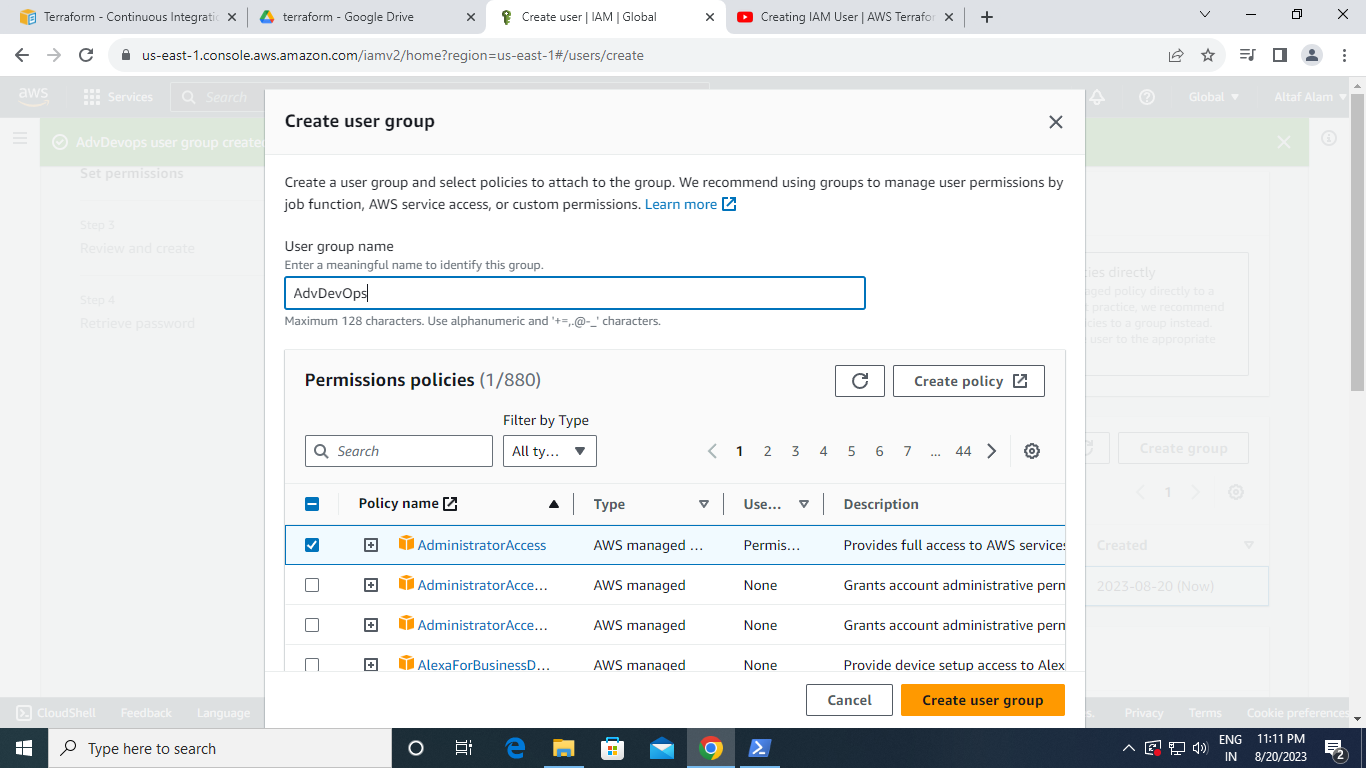 Terraform - Continuous Integratio
terraform - Google Drive
Create user | IAM | Global
Creating IAM User | AWS Terrafor
us-east-1.console.aws.amazon.com/iamv2/home?region=us-east-1#/users/create
aws
Services
Search
Global
Altaf Alam
AdvDevops user group create
Set permissions
Step 3
Review and create
Step 4
Retrieve password
Create user group
Create a user group and select policies to attach to the group. We recommend using groups to manage user permissions by
job function, AWS service access, or custom permissions. Learn more
User group name
Enter a meaningful name to identify this group.
AdvDevOps
Maximum 128 characters. Use alphanumeric and '+=,.@-_' characters.
Permissions policies (1/880)
Create policy
Filter by Type
Search
All ty...
1 2 3 4 5 6 7 ... 44
Policy name
Type
Use...
Description
AdministratorAccess
AWS managed ...
Permis...
Provides full access to AWS services
AdministratorAcce...
AWS managed
None
Grants account administrative perm
AdministratorAcce...
AWS managed
None
Grants account administrative perm
AlexaForBusinessD...
AWS managed
None
Provide device setup access to Alex
Cancel
Create user group
ies directly
aged policy directly to a
practice, we recommend
cies to a group instead.
user to the appropriate
Create group
1
Created
2023-08-20 (Now)
CloudShell
Feedback
Language
s.
Privacy
Terms
Cookie preferences
Type here to search
ENG
IN
11:11 PM
8/20/2023
2